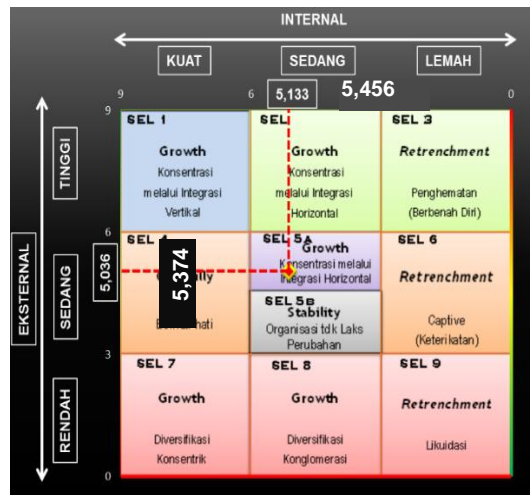 INTERNAL
KUAT
SEDANG
LEMAH
9
6
5,133
5,456
0
9
SEL 1
Growth
Konsentrasi
melalui Integrasi
Vertikal
SEL
Growth
Konsentrasi
melalui Integrasi
Horizontal
SEL 3
Retrenchment
Penghematan
(Berbenah Diri)
EKSTERNAL
TINGGI
SEDANG
RENDAH
6
5,036
5,374
SEL 4
SEL 5A
Growth
Konsentrasi melalui
Integrasi Horizontal
SEL 5B
Stability
Organisasi tdk Laks
Perubahan
SEL 6
Retrenchment
Captive
(Keterikatan)
3
SEL 7
Growth
Diversifikasi
Konsentrik
SEL 8
Growth
Diversifikasi
Konglomerasi
SEL 9
Retrenchment
Likuidasi
0